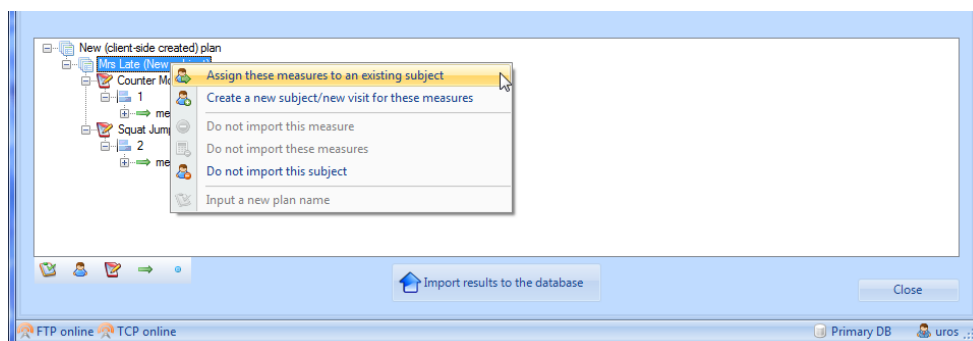 New (client-side created) plan
Mrs Late (New
Counter Mo
1
me
Squat Jum
2
me
Assign these measures to an existing subject
Create a new subject/new visit for these measures
Do not import this measure
Do not import these measures
Do not import this subject
Input a new plan name
Import results to the database
Close
FTP online TCP online Primary DB uros